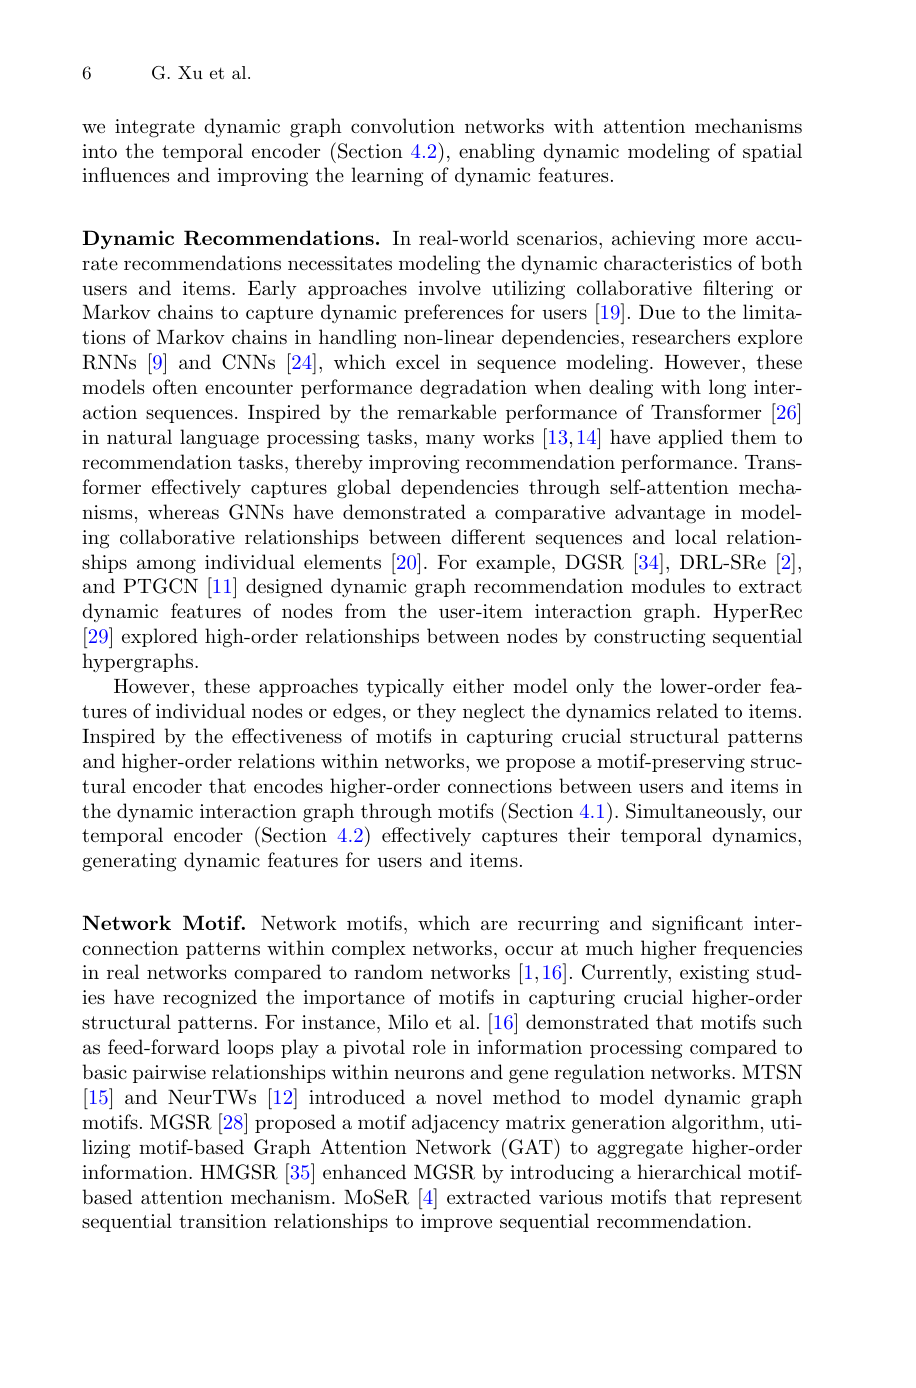 6 G. Xu et al.
we integrate dynamic graph convolution networks with attention mechanisms
into the temporal encoder (Section 4.2), enabling dynamic modeling of spatial
influences and improving the learning of dynamic features.
Dynamic Recommendations. In real-world scenarios, achieving more accu-
rate recommendations necessitates modeling the dynamic characteristics of both
users and items. Early approaches involve utilizing collaborative filtering or
Markov chains to capture dynamic preferences for users [19]. Due to the limita-
tions of Markov chains in handling non-linear dependencies, researchers explore
RNNs [9] and CNNs [24], which excel in sequence modeling. However, these
models often encounter performance degradation when dealing with long inter-
action sequences. Inspired by the remarkable performance of Transformer [26]
in natural language processing tasks, many works [13,14] have applied them to
recommendation tasks, thereby improving recommendation performance. Trans-
former effectively captures global dependencies through self-attention mecha-
nisms, whereas GNNs have demonstrated a comparative advantage in model-
ing collaborative relationships between different sequences and local relation-
ships among individual elements [20]. For example, DGSR [34], DRL-SRe [2],
and PTGCN [11] designed dynamic graph recommendation modules to extract
dynamic features of nodes from the user-item interaction graph. HyperRec
[29] explored high-order relationships between nodes by constructing sequential
hypergraphs.
However, these approaches typically either model only the lower-order fea-
tures of individual nodes or edges, or they neglect the dynamics related to items.
Inspired by the effectiveness of motifs in capturing crucial structural patterns
and higher-order relations within networks, we propose a motif-preserving struc-
tural encoder that encodes higher-order connections between users and items in
the dynamic interaction graph through motifs (Section 4.1). Simultaneously, our
temporal encoder (Section 4.2) effectively captures their temporal dynamics,
generating dynamic features for users and items.
Network Motif. Network motifs, which are recurring and significant inter-
connection patterns within complex networks, occur at much higher frequencies
in real networks compared to random networks [1,16]. Currently, existing stud-
ies have recognized the importance of motifs in capturing crucial higher-order
structural patterns. For instance, Milo et al. [16] demonstrated that motifs such
as feed-forward loops play a pivotal role in information processing compared to
basic pairwise relationships within neurons and gene regulation networks. MTSN
[15] and NeurTWs [12] introduced a novel method to model dynamic graph
motifs. MGSR [28] proposed a motif adjacency matrix generation algorithm, uti-
lizing motif-based Graph Attention Network (GAT) to aggregate higher-order
information. HMGSR [35] enhanced MGSR by introducing a hierarchical motif-
based attention mechanism. MoSeR [4] extracted various motifs that represent
sequential transition relationships to improve sequential recommendation.